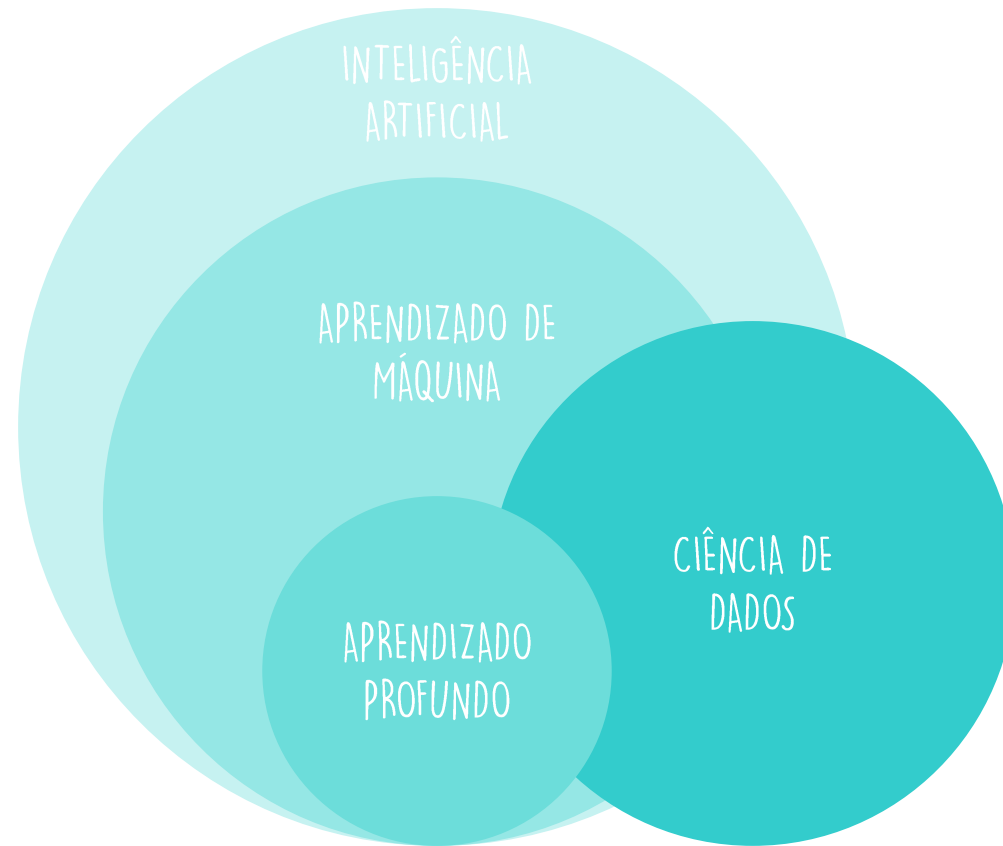 INTELIGÊNCIA
ARTIFICIAL
APRENDIZADO DE
MÁQUINA
CIÊNCIA DE
DADOS
APRENDIZADO
PROFUNDO